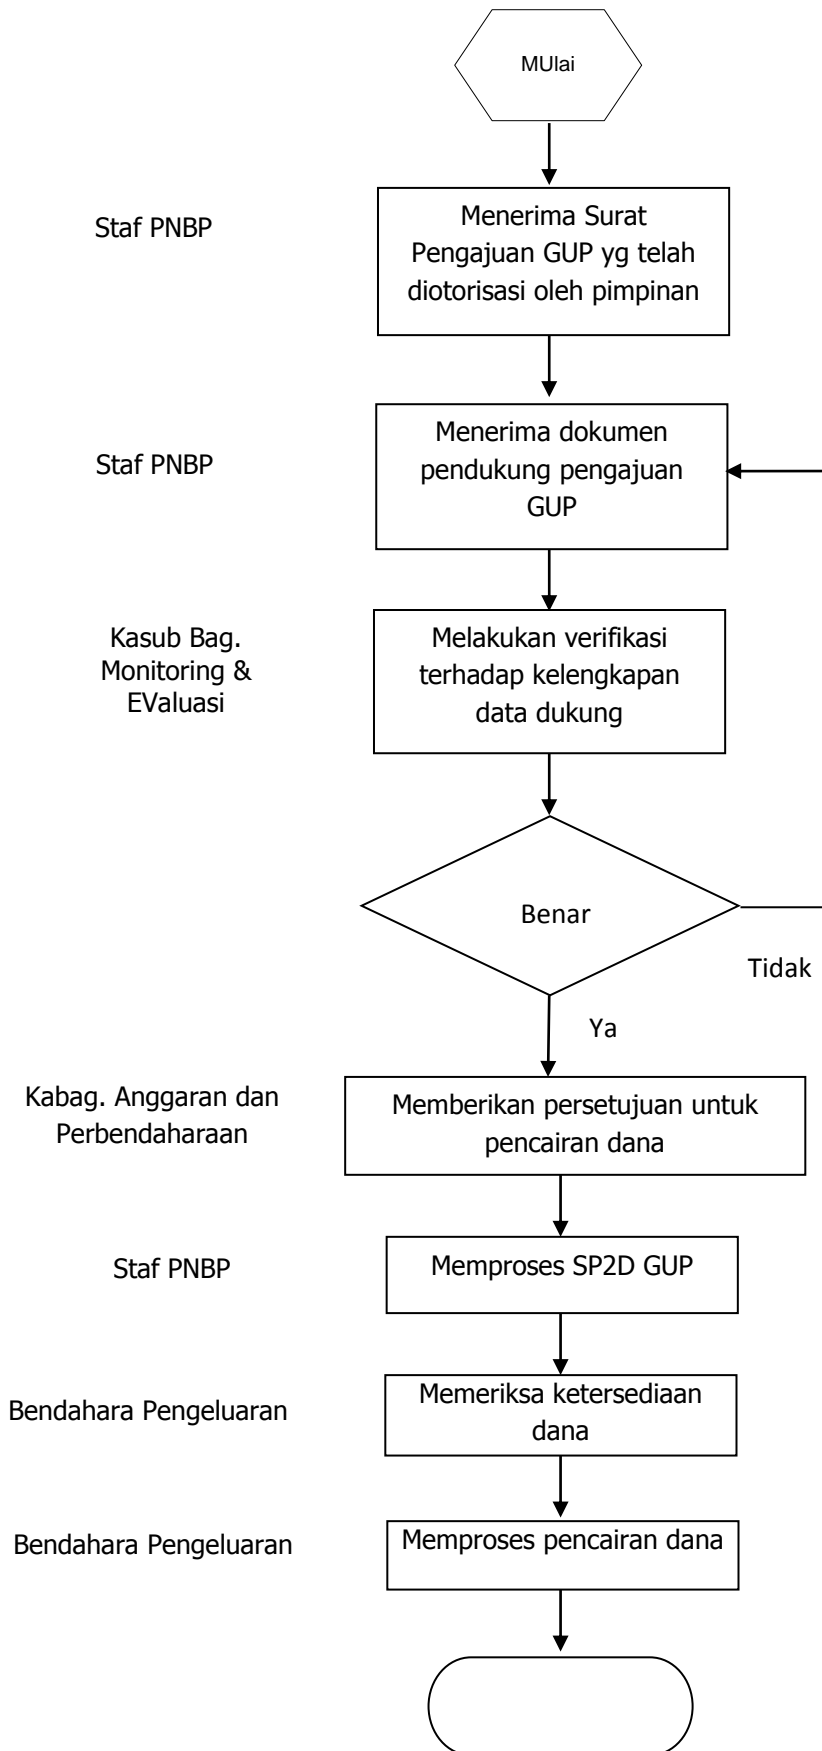 MUlai
Staf PNBP
Menerima Surat
Pengajuan GUP yg telah
diotorisasi oleh pimpinan
Staf PNBP
Menerima dokumen
pendukung pengajuan
GUP
Kasub Bag.
Monitoring &
EValuasi
Melakukan verifikasi
terhadap kelengkapan
data dukung
Benar
Tidak
Ya
Kabag. Anggaran dan
Perbendaharaan
Memberikan persetujuan untuk
pencairan dana
Staf PNBP
Memproses SP2D GUP
Bendahara Pengeluaran
Memeriksa ketersediaan
dana
Bendahara Pengeluaran
Memproses pencairan dana